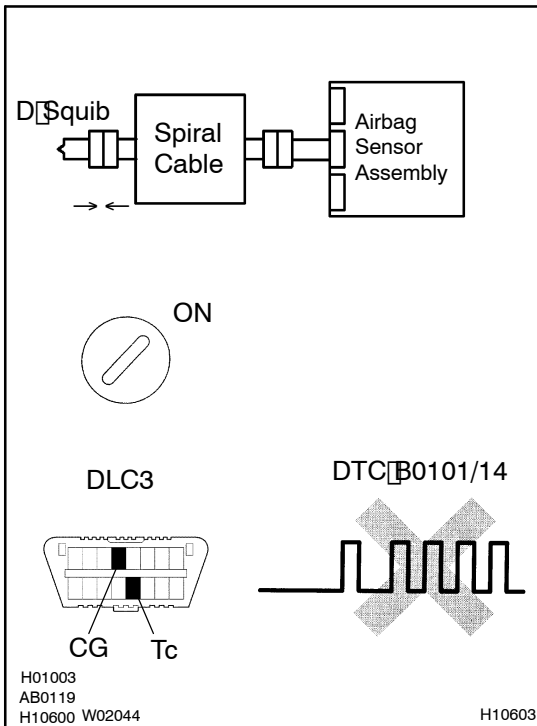 D Squib
Spiral
Cable
Airbag
Sensor
Assembly
ON
DLC3
DTC B0101/14
CG
Tc
H01003
AB0119
H10600 W02044
H10603